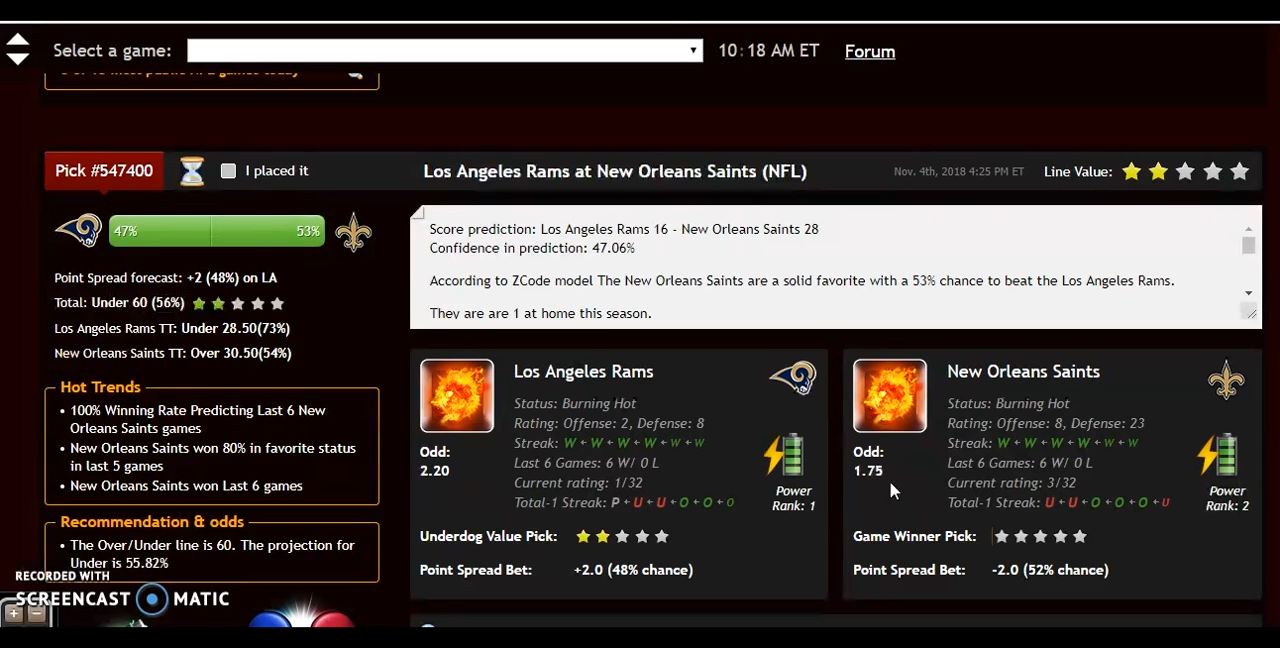 Select a game:
10:18 AM ET
Forum
Pick #547400
I placed it
Los Angeles Rams at New Orleans Saints (NFL)
Nov. 4th, 2018 4:25 PM ET
Line Value:
47%
53%
Point Spread forecast: +2 (48%) on LA
Total: Under 60 (56%)
Los Angeles Rams TT: Under 28.50(73%)
New Orleans Saints TT: Over 30.50(54%)
Hot Trends
• 100% Winning Rate Predicting Last 6 New
Orleans Saints games
• New Orleans Saints won 80% in favorite status
in last 5 games
• New Orleans Saints won Last 6 games
Recommendation & odds
• The Over/Under line is 60. The projection for
Under is 55.82%
RECORDED WITH
SCREENCAST MATIC
Score prediction: Los Angeles Rams 16 - New Orleans Saints 28
Confidence in prediction: 47.06%
According to ZCode model The New Orleans Saints are a solid favorite with a 53% chance to beat the Los Angeles Rams.
They are are 1 at home this season.
Los Angeles Rams
Status: Burning Hot
Rating: Offense: 2, Defense: 8
Streak: W - W - W - W - W - W
Last 6 Games: 6 W/ 0 L
Current rating: 1/32
Total-1 Streak: P - U - U - O - O - O
Odd:
2.20
Power
Rank: 1
Underdog Value Pick:
Point Spread Bet: +2.0 (48% chance)
New Orleans Saints
Status: Burning Hot
Rating: Offense: 8, Defense: 23
Streak: W - W - W - W - W - W
Last 6 Games: 6 W/ 0 L
Current rating: 3/32
Total-1 Streak: U - U - O - O - O - U
Odd:
1.75
Power
Rank: 2
Game Winner Pick:
Point Spread Bet: -2.0 (52% chance)